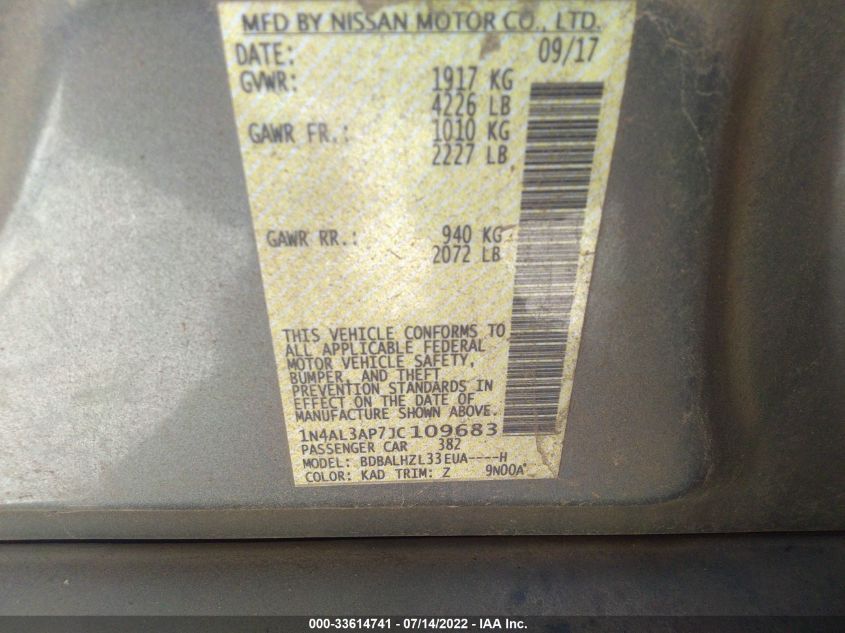 MFD BY NISSAN MOTOR CO., LTD.
DATE: 09/17
GVWR: 1917 KG
4226 LB
GAWR FR.: 1010 KG
2227 LB
GAWR RR.: 940 KG
2072 LB
THIS VEHICLE CONFORMS TO
ALL APPLICABLE FEDERAL
MOTOR VEHICLE SAFETY,
BUMPER, AND THEFT
PREVENTION STANDARDS IN
EFFECT ON THE DATE OF
MANUFACTURE SHOWN ABOVE.
1N4AL3AP7JC109683
PASSENGER CAR 382
MODEL: BDBALHZL33EUA----H
COLOR: KAD TRIM: Z 9N00A
000-33614741 - 07/14/2022 - IAA Inc.